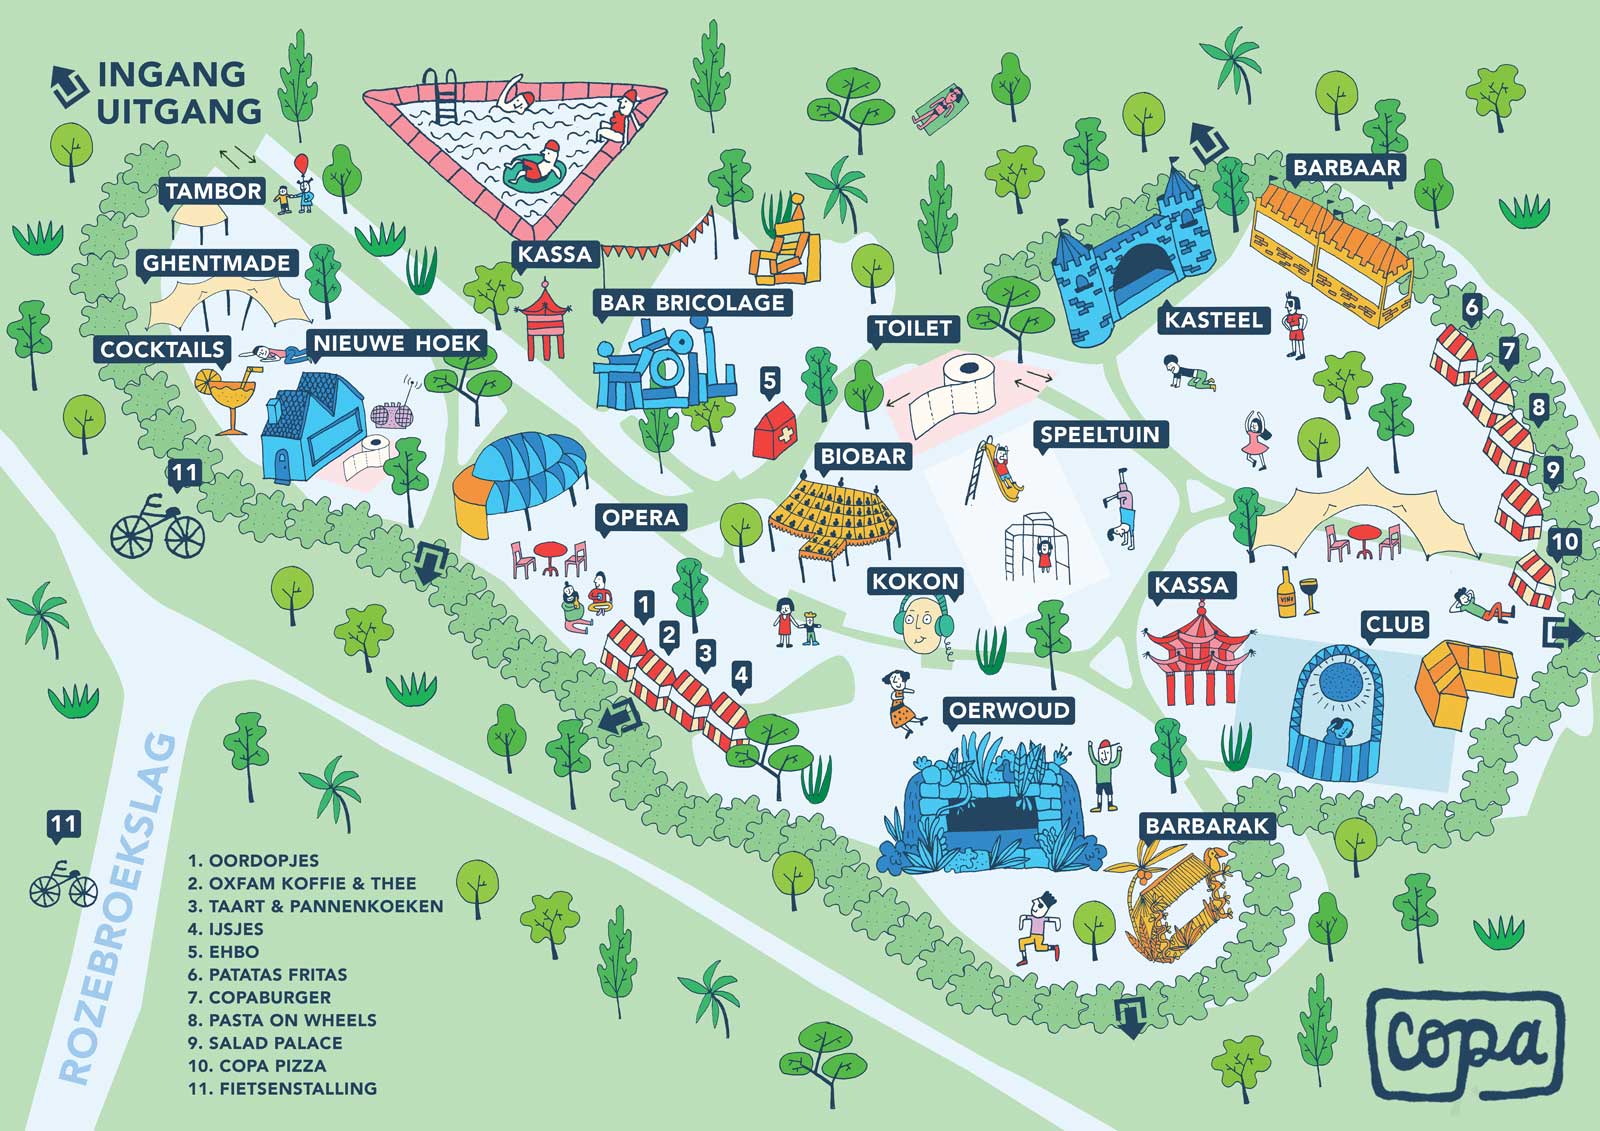 INGANG
UITGANG
TAMBOR
GHENTMADE
COCKTAILS
NIEUWE HOEK
KASSA
BAR BRICOLAGE
TOILET
KASTEEL
BARBAAR
5
6
7
8
9
10
11
BIOBAR
SPEELTUIN
OPERA
KOKON
KASSA
VINO
CLUB
1
2
3
4
OERWOUD
BARBARAK
11
ROZEBROEKSLAG
1. OORDOPJES
2. OXFAM KOFFIE & THEE
3. TAART & PANNENKOEKEN
4. IJSJES
5. EHBO
6. PATATAS FRITAS
7. COPABURGER
8. PASTA ON WHEELS
9. SALAD PALACE
10. COPA PIZZA
11. FIETSENSTALLING
copa